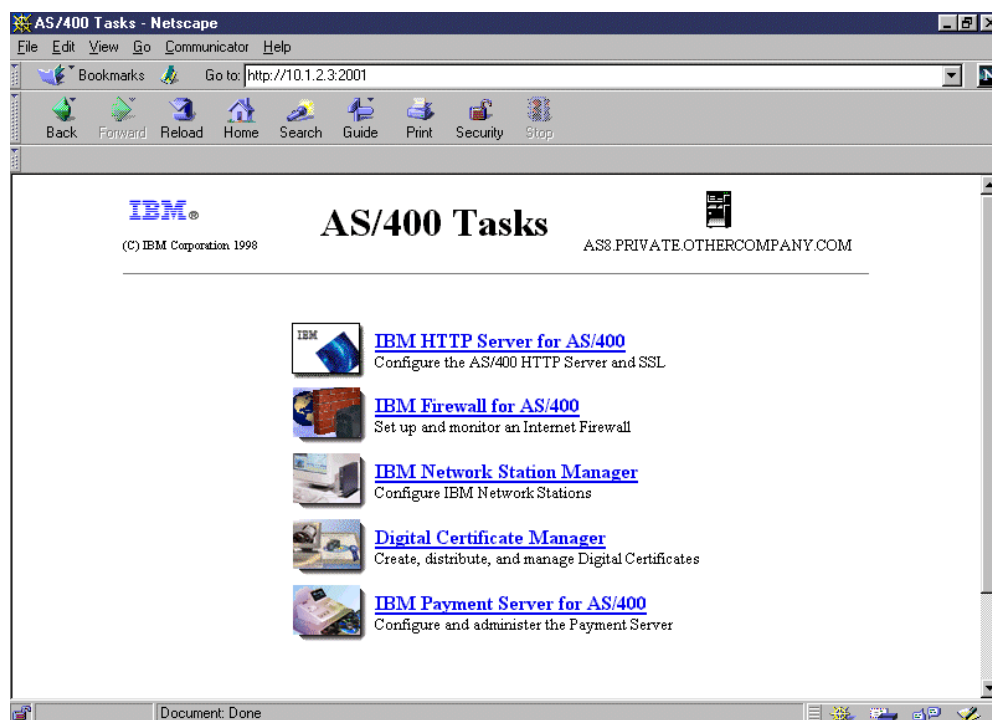 AS/400 Tasks - Netscape
File Edit View Go Communicator Help
Bookmarks Go to: http://10.1.2.3:2001
Back Forward Reload Home Search Guide Print Security Stop
IBM®
(C) IBM Corporation 1998
AS/400 Tasks
AS8.PRIVATE.OTHERCOMPANY.COM
IBM
IBM HTTP Server for AS/400
Configure the AS/400 HTTP Server and SSL
IBM Firewall for AS/400
Set up and monitor an Internet Firewall
IBM Network Station Manager
Configure IBM Network Stations
Digital Certificate Manager
Create, distribute, and manage Digital Certificates
IBM Payment Server for AS/400
Configure and administer the Payment Server
Document: Done